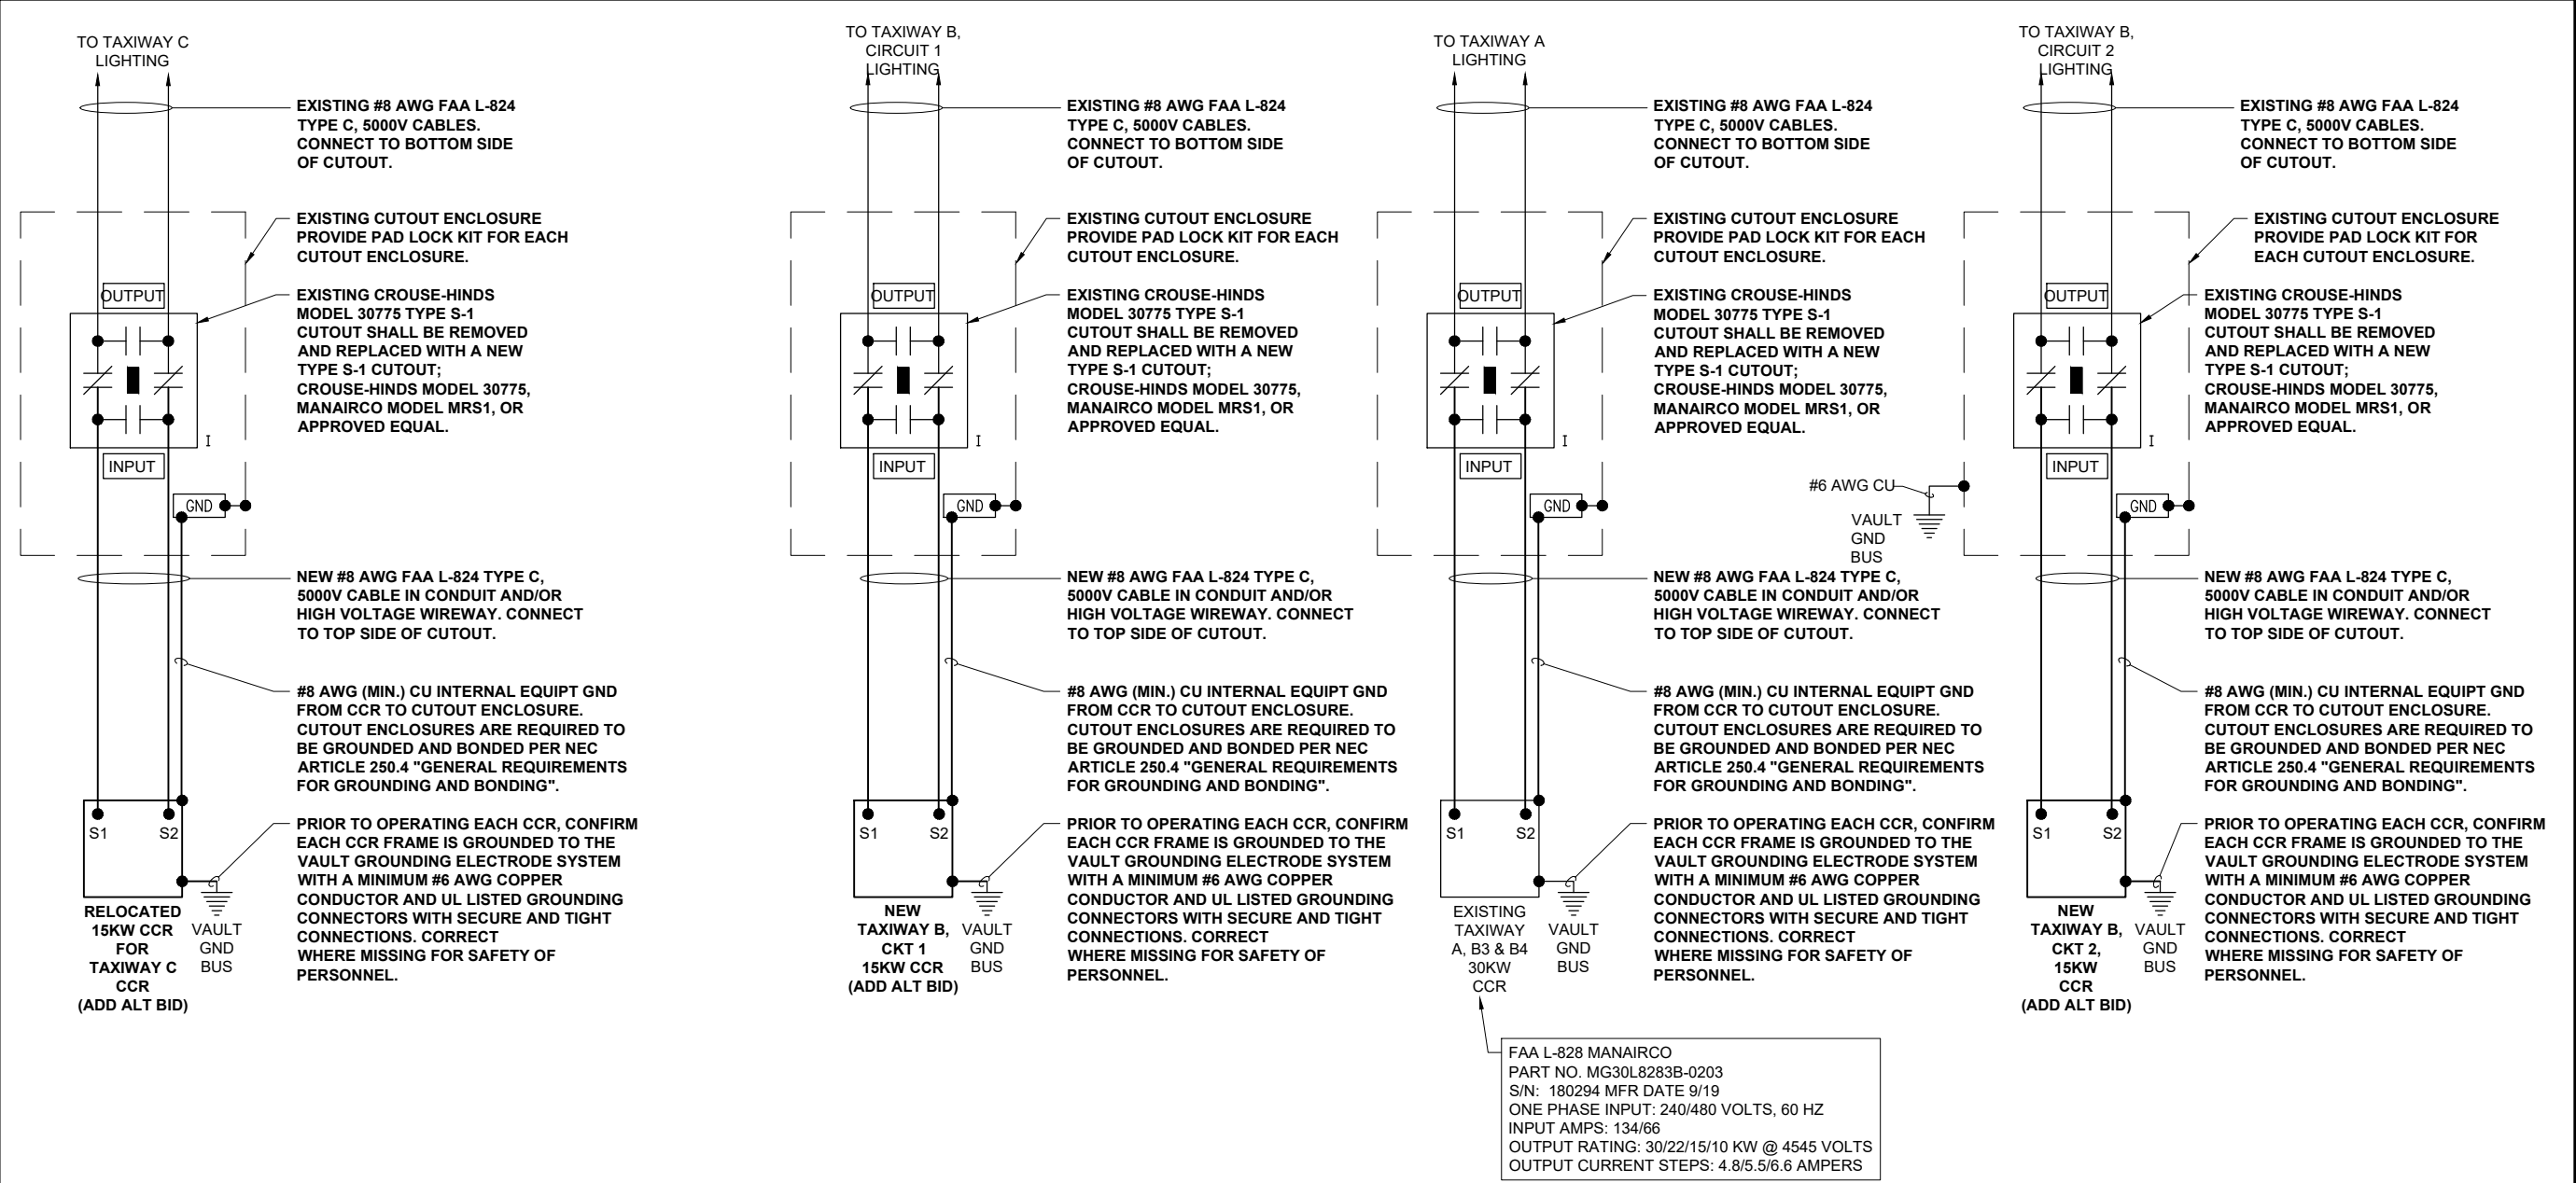 TO TAXIWAY C
LIGHTING
EXISTING #8 AWG FAA L-824
TYPE C, 5000V CABLES.
CONNECT TO BOTTOM SIDE
OF CUTOUT.
EXISTING CUTOUT ENCLOSURE
PROVIDE PAD LOCK KIT FOR EACH
CUTOUT ENCLOSURE.
OUTPUT
EXISTING CROUSE-HINDS
MODEL 30775 TYPE S-1
CUTOUT SHALL BE REMOVED
AND REPLACED WITH A NEW
TYPE S-1 CUTOUT;
CROUSE-HINDS MODEL 30775,
MANAIRCO MODEL MRS1, OR
APPROVED EQUAL.
I
INPUT
GND
NEW #8 AWG FAA L-824 TYPE C,
5000V CABLE IN CONDUIT AND/OR
HIGH VOLTAGE WIREWAY. CONNECT
TO TOP SIDE OF CUTOUT.
#8 AWG (MIN.) CU INTERNAL EQUIPT GND
FROM CCR TO CUTOUT ENCLOSURE.
CUTOUT ENCLOSURES ARE REQUIRED TO
BE GROUNDED AND BONDED PER NEC
ARTICLE 250.4 "GENERAL REQUIREMENTS
FOR GROUNDING AND BONDING".
S1
S2
PRIOR TO OPERATING EACH CCR, CONFIRM
EACH CCR FRAME IS GROUNDED TO THE
VAULT GROUNDING ELECTRODE SYSTEM
WITH A MINIMUM #6 AWG COPPER
CONDUCTOR AND UL LISTED GROUNDING
CONNECTORS WITH SECURE AND TIGHT
CONNECTIONS. CORRECT
WHERE MISSING FOR SAFETY OF
PERSONNEL.
RELOCATED
15KW CCR
FOR
TAXIWAY C
CCR
(ADD ALT BID)
VAULT
GND
BUS
TO TAXIWAY B,
CIRCUIT 1
LIGHTING
EXISTING #8 AWG FAA L-824
TYPE C, 5000V CABLES.
CONNECT TO BOTTOM SIDE
OF CUTOUT.
EXISTING CUTOUT ENCLOSURE
PROVIDE PAD LOCK KIT FOR EACH
CUTOUT ENCLOSURE.
OUTPUT
EXISTING CROUSE-HINDS
MODEL 30775 TYPE S-1
CUTOUT SHALL BE REMOVED
AND REPLACED WITH A NEW
TYPE S-1 CUTOUT;
CROUSE-HINDS MODEL 30775,
MANAIRCO MODEL MRS1, OR
APPROVED EQUAL.
I
INPUT
GND
NEW #8 AWG FAA L-824 TYPE C,
5000V CABLE IN CONDUIT AND/OR
HIGH VOLTAGE WIREWAY. CONNECT
TO TOP SIDE OF CUTOUT.
#8 AWG (MIN.) CU INTERNAL EQUIPT GND
FROM CCR TO CUTOUT ENCLOSURE.
CUTOUT ENCLOSURES ARE REQUIRED TO
BE GROUNDED AND BONDED PER NEC
ARTICLE 250.4 "GENERAL REQUIREMENTS
FOR GROUNDING AND BONDING".
S1
S2
PRIOR TO OPERATING EACH CCR, CONFIRM
EACH CCR FRAME IS GROUNDED TO THE
VAULT GROUNDING ELECTRODE SYSTEM
WITH A MINIMUM #6 AWG COPPER
CONDUCTOR AND UL LISTED GROUNDING
CONNECTORS WITH SECURE AND TIGHT
CONNECTIONS. CORRECT
WHERE MISSING FOR SAFETY OF
PERSONNEL.
NEW
TAXIWAY B,
CKT 1
15KW CCR
(ADD ALT BID)
VAULT
GND
BUS
TO TAXIWAY A
LIGHTING
EXISTING #8 AWG FAA L-824
TYPE C, 5000V CABLES.
CONNECT TO BOTTOM SIDE
OF CUTOUT.
EXISTING CUTOUT ENCLOSURE
PROVIDE PAD LOCK KIT FOR EACH
CUTOUT ENCLOSURE.
OUTPUT
EXISTING CROUSE-HINDS
MODEL 30775 TYPE S-1
CUTOUT SHALL BE REMOVED
AND REPLACED WITH A NEW
TYPE S-1 CUTOUT;
CROUSE-HINDS MODEL 30775,
MANAIRCO MODEL MRS1, OR
APPROVED EQUAL.
I
INPUT
GND
NEW #8 AWG FAA L-824 TYPE C,
5000V CABLE IN CONDUIT AND/OR
HIGH VOLTAGE WIREWAY. CONNECT
TO TOP SIDE OF CUTOUT.
#8 AWG (MIN.) CU INTERNAL EQUIPT GND
FROM CCR TO CUTOUT ENCLOSURE.
CUTOUT ENCLOSURES ARE REQUIRED TO
BE GROUNDED AND BONDED PER NEC
ARTICLE 250.4 "GENERAL REQUIREMENTS
FOR GROUNDING AND BONDING".
S1
S2
PRIOR TO OPERATING EACH CCR, CONFIRM
EACH CCR FRAME IS GROUNDED TO THE
VAULT GROUNDING ELECTRODE SYSTEM
WITH A MINIMUM #6 AWG COPPER
CONDUCTOR AND UL LISTED GROUNDING
CONNECTORS WITH SECURE AND TIGHT
CONNECTIONS. CORRECT
WHERE MISSING FOR SAFETY OF
PERSONNEL.
EXISTING
TAXIWAY
A, B3 & B4
30KW
CCR
VAULT
GND
BUS
FAA L-828 MANAIRCO
PART NO. MG30L8283B-0203
S/N: 180294 MFR DATE 9/19
ONE PHASE INPUT: 240/480 VOLTS, 60 HZ
INPUT AMPS: 134/66
OUTPUT RATING: 30/22/15/10 KW @ 4545 VOLTS
OUTPUT CURRENT STEPS: 4.8/5.5/6.6 AMPERS
TO TAXIWAY B,
CIRCUIT 2
LIGHTING
EXISTING #8 AWG FAA L-824
TYPE C, 5000V CABLES.
CONNECT TO BOTTOM SIDE
OF CUTOUT.
EXISTING CUTOUT ENCLOSURE
PROVIDE PAD LOCK KIT FOR
EACH CUTOUT ENCLOSURE.
OUTPUT
EXISTING CROUSE-HINDS
MODEL 30775 TYPE S-1
CUTOUT SHALL BE REMOVED
AND REPLACED WITH A NEW
TYPE S-1 CUTOUT;
CROUSE-HINDS MODEL 30775,
MANAIRCO MODEL MRS1, OR
APPROVED EQUAL.
I
INPUT
#6 AWG CU
VAULT
GND
BUS
GND
NEW #8 AWG FAA L-824 TYPE C,
5000V CABLE IN CONDUIT AND/OR
HIGH VOLTAGE WIREWAY. CONNECT
TO TOP SIDE OF CUTOUT.
#8 AWG (MIN.) CU INTERNAL EQUIPT GND
FROM CCR TO CUTOUT ENCLOSURE.
CUTOUT ENCLOSURES ARE REQUIRED TO
BE GROUNDED AND BONDED PER NEC
ARTICLE 250.4 "GENERAL REQUIREMENTS
FOR GROUNDING AND BONDING".
S1
S2
PRIOR TO OPERATING EACH CCR, CONFIRM
EACH CCR FRAME IS GROUNDED TO THE
VAULT GROUNDING ELECTRODE SYSTEM
WITH A MINIMUM #6 AWG COPPER
CONDUCTOR AND UL LISTED GROUNDING
CONNECTORS WITH SECURE AND TIGHT
CONNECTIONS. CORRECT
WHERE MISSING FOR SAFETY OF
PERSONNEL.
NEW
TAXIWAY B,
CKT 2,
15KW
CCR
(ADD ALT BID)
VAULT
GND
BUS